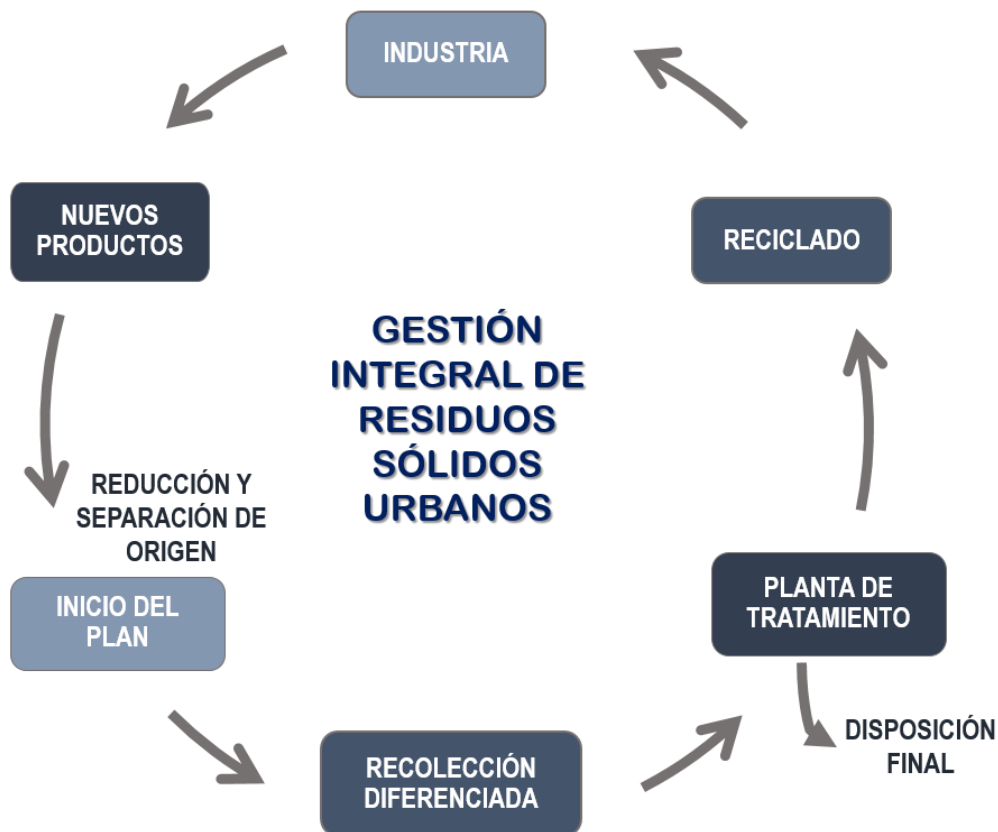 INDUSTRIA
NUEVOS
PRODUCTOS
RECICLADO
GESTIÓN
INTEGRAL DE
RESIDUOS
SÓLIDOS
URBANOS
REDUCCIÓN Y
SEPARACIÓN DE
ORIGEN
INICIO DEL
PLAN
PLANTA DE
TRATAMIENTO
DISPOSICIÓN
FINAL
RECOLECCIÓN
DIFERENCIADA